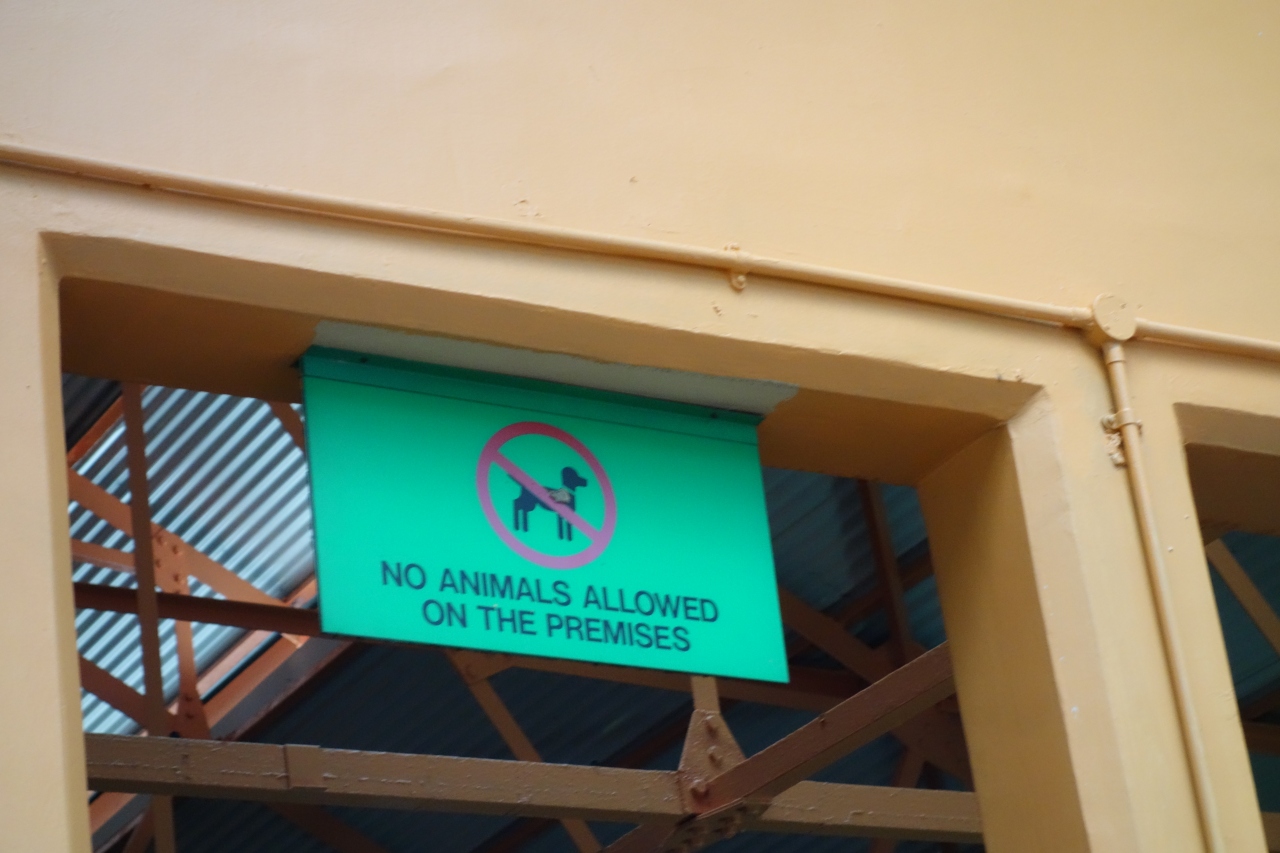 NO ANIMALS ALLOWED
ON THE PREMISES